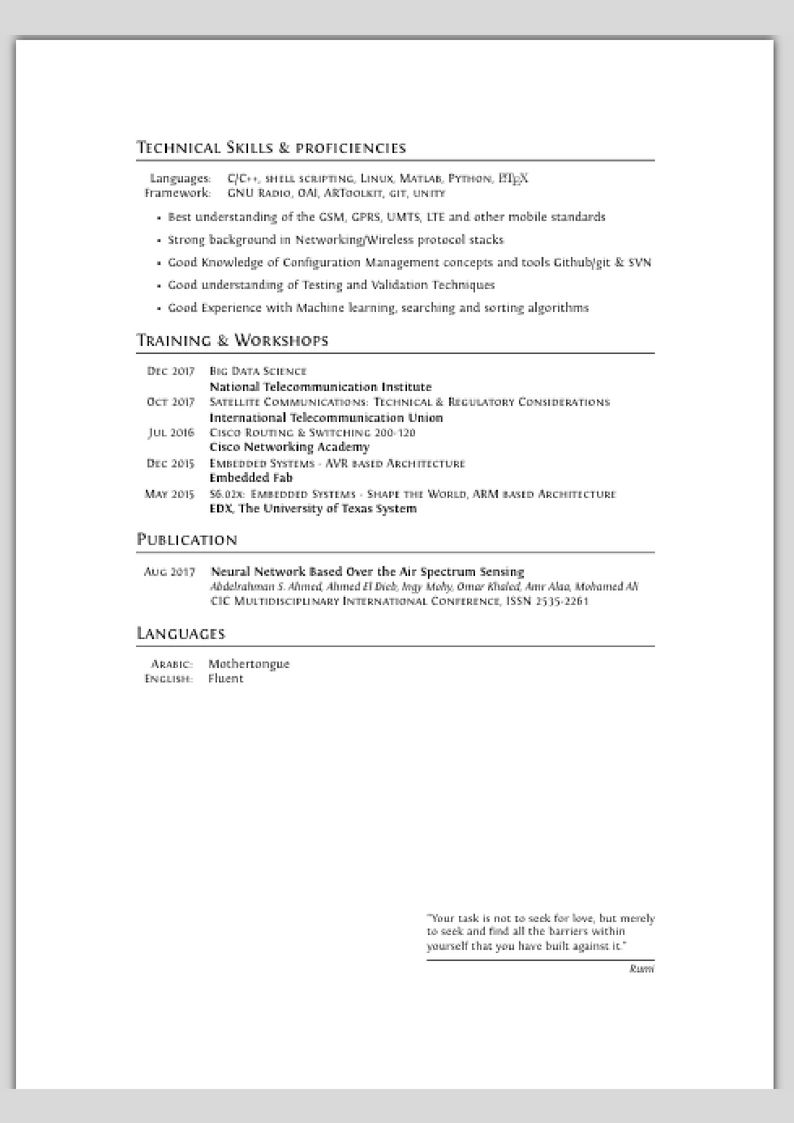 Technical Skills & proficiencies
Languages: C/C++, shell scripting, Linux, Matlab, Python, LaTeX
Framework: GNU Radio, OAI, ARToolkit, git, unity
• Best understanding of the GSM, GPRS, UMTS, LTE and other mobile standards
• Strong background in Networking/Wireless protocol stacks
• Good Knowledge of Configuration Management concepts and tools Github/git & SVN
• Good understanding of Testing and Validation Techniques
• Good Experience with Machine learning, searching and sorting algorithms
Training & Workshops
Dec 2017 Big Data Science
National Telecommunication Institute
Oct 2017 Satellite Communications: Technical & Regulatory Considerations
International Telecommunication Union
Jul 2016 Cisco Routing & Switching 200-120
Cisco Networking Academy
Dec 2015 Embedded Systems - AVR based Architecture
Embedded Fab
May 2015 S6.02x: Embedded Systems - Shape the World, ARM based Architecture
EDX, The University of Texas System
Publication
Aug 2017 Neural Network Based Over the Air Spectrum Sensing
Abdelrahman S. Ahmed, Ahmed El Dieb, Ingy Mohy, Omar Khaled, Amr Alaa, Mohamed Ali
CIC Multidisciplinary International Conference, ISSN 2535-2261
Languages
Arabic: Mothertongue
English: Fluent
"Your task is not to seek for love, but merely
to seek and find all the barriers within
yourself that you have built against it."
Rumi